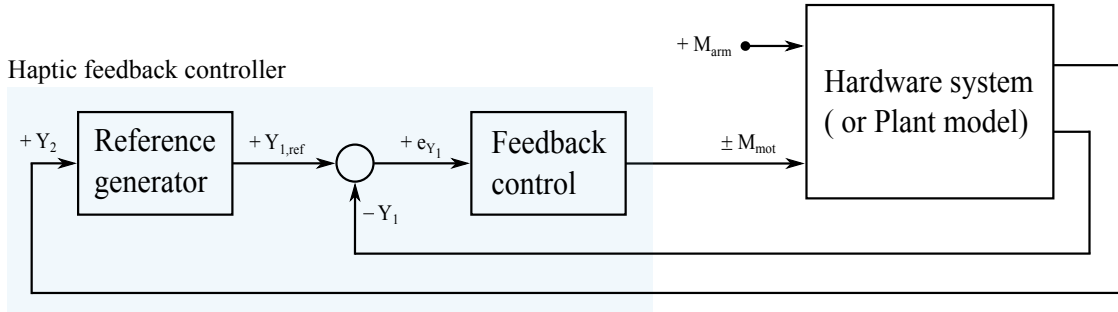 + M_arm
Haptic feedback controller
Hardware system
( or Plant model)
+ Y_2
Reference
generator
+ Y_1,ref
+ e_Y_1
Feedback
control
± M_mot
− Y_1